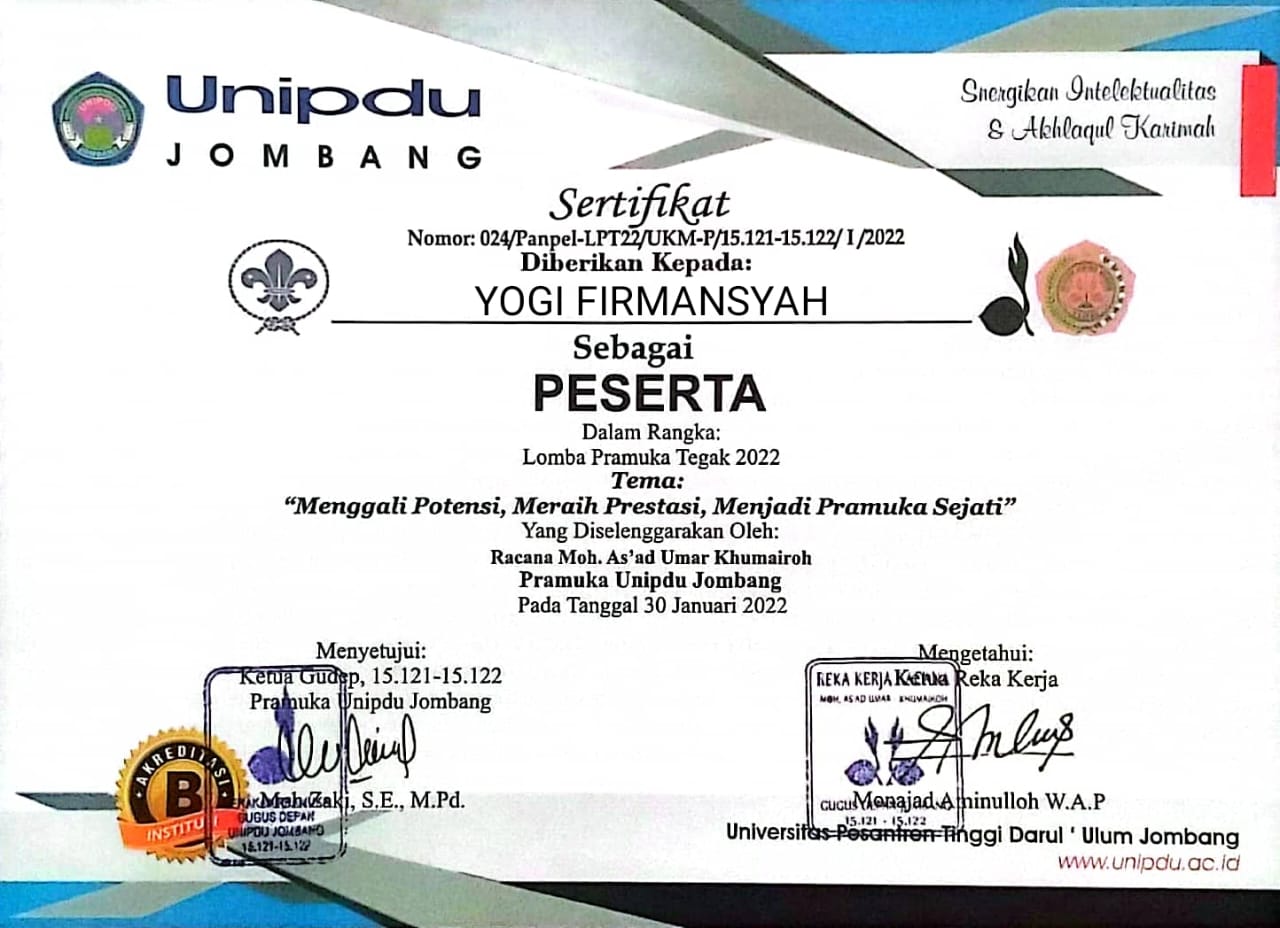 UNIPDU
Unipdu
JOMBANG
Snergikan Intelektualitas
& Akhlaqul Karimah
Sertifikat
Nomor: 024/Panpel-LPT22/UKM-P/15.121-15.122/ I /2022
Diberikan Kepada:
YOGI FIRMANSYAH
Sebagai
PESERTA
Dalam Rangka:
Lomba Pramuka Tegak 2022
Tema:
“Menggali Potensi, Meraih Prestasi, Menjadi Pramuka Sejati”
Yang Diselenggarakan Oleh:
Racana Moh. As’ad Umar Khumairoh
Pramuka Unipdu Jombang
Pada Tanggal 30 Januari 2022
Menyetujui:
Ketua Gudep, 15.121-15.122
Pramuka Unipdu Jombang
Moh. Zaki, S.E., M.Pd.
GUGUS DEPAN
UNIPDU JOMBANG
15.121-15.122
AKREDITASI
B
INSTITUSI
Mengetahui:
Ketua Reka Kerja
REKA KERJA
MOH. AS'AD UMAR KHUMAIROH
Monajad Aminulloh W.A.P
15.121 - 15.122
Universitas Pesantren Tinggi Darul ‘ Ulum Jombang
www.unipdu.ac.id